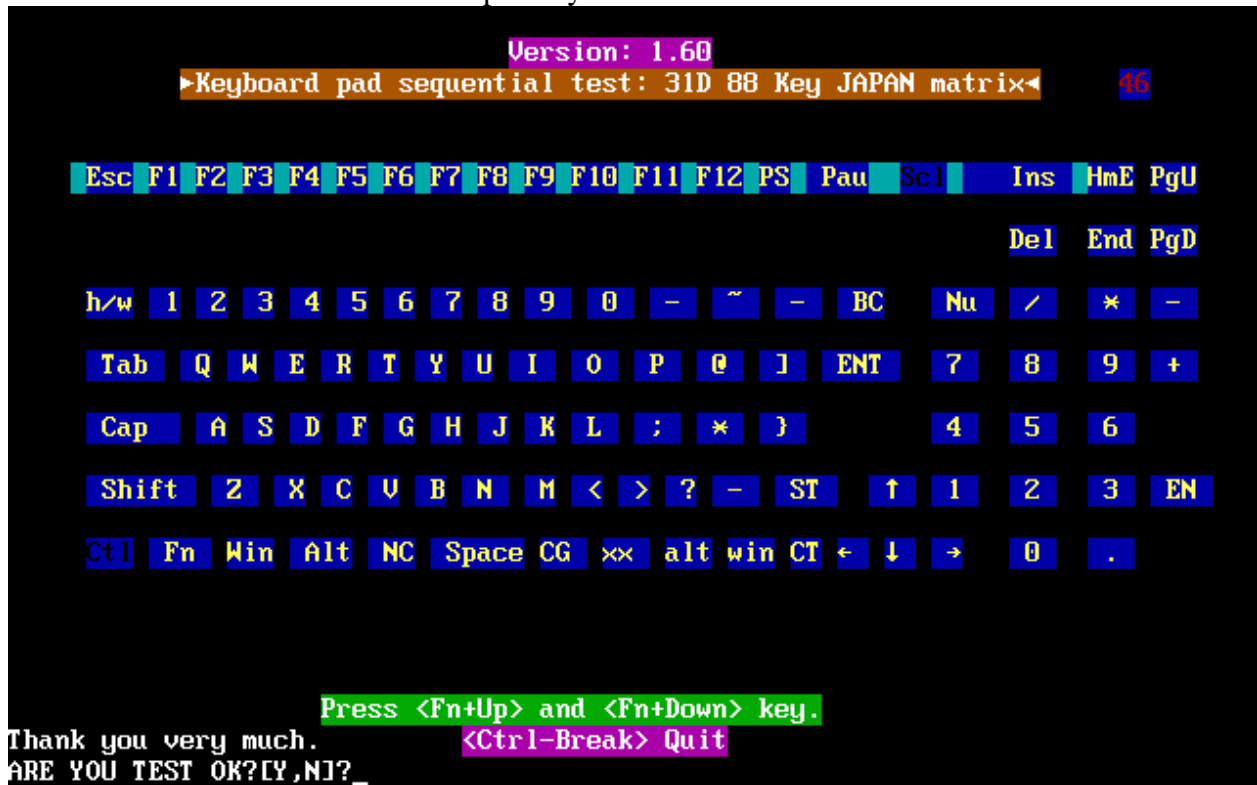 Version: 1.60
►Keyboard pad sequential test: 31D 88 Key JAPAN matrix◄ 46
Esc F1 F2 F3 F4 F5 F6 F7 F8 F9 F10 F11 F12 PS Pau Scl Ins HmE PgU
Del End PgD
h/w 1 2 3 4 5 6 7 8 9 0 - ~ - BC Nu / * -
Tab Q W E R T Y U I O P @ ] ENT 7 8 9 +
Cap A S D F G H J K L ; * } 4 5 6
Shift Z X C V B N M < > ? - ST ↑ 1 2 3 EN
Ctl Fn Win Alt NC Space CG xx alt win CT ← ↓ → 0 .
Press <Fn+Up> and <Fn+Down> key.
Thank you very much. <Ctrl-Break> Quit
ARE YOU TEST OK?[Y,N]?_